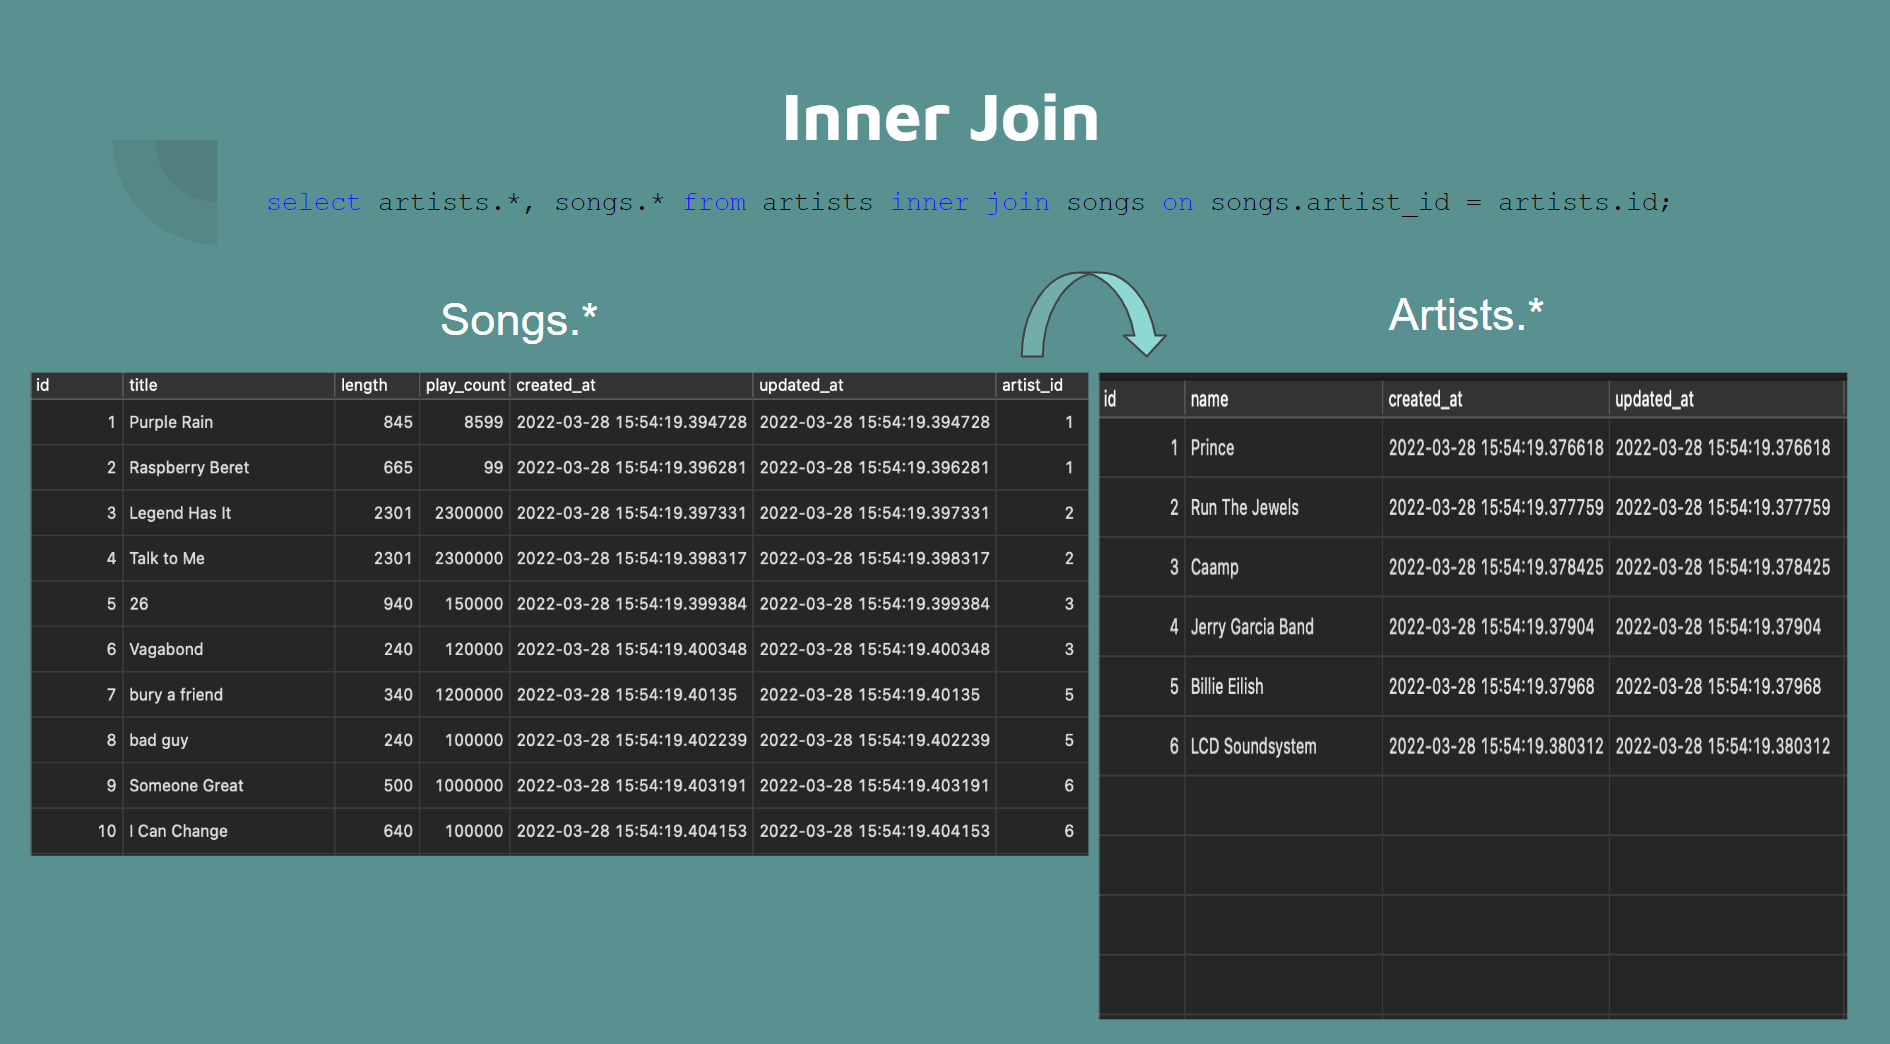 Inner Join
select artists.*, songs.* from artists inner join songs on songs.artist_id = artists.id;
Songs.*
id title length play_count created_at updated_at artist_id
1 Purple Rain 845 8599 2022-03-28 15:54:19.394728 2022-03-28 15:54:19.394728 1
2 Raspberry Beret 665 99 2022-03-28 15:54:19.396281 2022-03-28 15:54:19.396281 1
3 Legend Has It 2301 2300000 2022-03-28 15:54:19.397331 2022-03-28 15:54:19.397331 2
4 Talk to Me 2301 2300000 2022-03-28 15:54:19.398317 2022-03-28 15:54:19.398317 2
5 26 940 150000 2022-03-28 15:54:19.399384 2022-03-28 15:54:19.399384 3
6 Vagabond 240 120000 2022-03-28 15:54:19.400348 2022-03-28 15:54:19.400348 3
7 bury a friend 340 1200000 2022-03-28 15:54:19.40135 2022-03-28 15:54:19.40135 5
8 bad guy 240 100000 2022-03-28 15:54:19.402239 2022-03-28 15:54:19.402239 5
9 Someone Great 500 1000000 2022-03-28 15:54:19.403191 2022-03-28 15:54:19.403191 6
10 I Can Change 640 100000 2022-03-28 15:54:19.404153 2022-03-28 15:54:19.404153 6
Artists.*
id name created_at updated_at
1 Prince 2022-03-28 15:54:19.376618 2022-03-28 15:54:19.376618
2 Run The Jewels 2022-03-28 15:54:19.377759 2022-03-28 15:54:19.377759
3 Caamp 2022-03-28 15:54:19.378425 2022-03-28 15:54:19.378425
4 Jerry Garcia Band 2022-03-28 15:54:19.37904 2022-03-28 15:54:19.37904
5 Billie Eilish 2022-03-28 15:54:19.37968 2022-03-28 15:54:19.37968
6 LCD Soundsystem 2022-03-28 15:54:19.380312 2022-03-28 15:54:19.380312